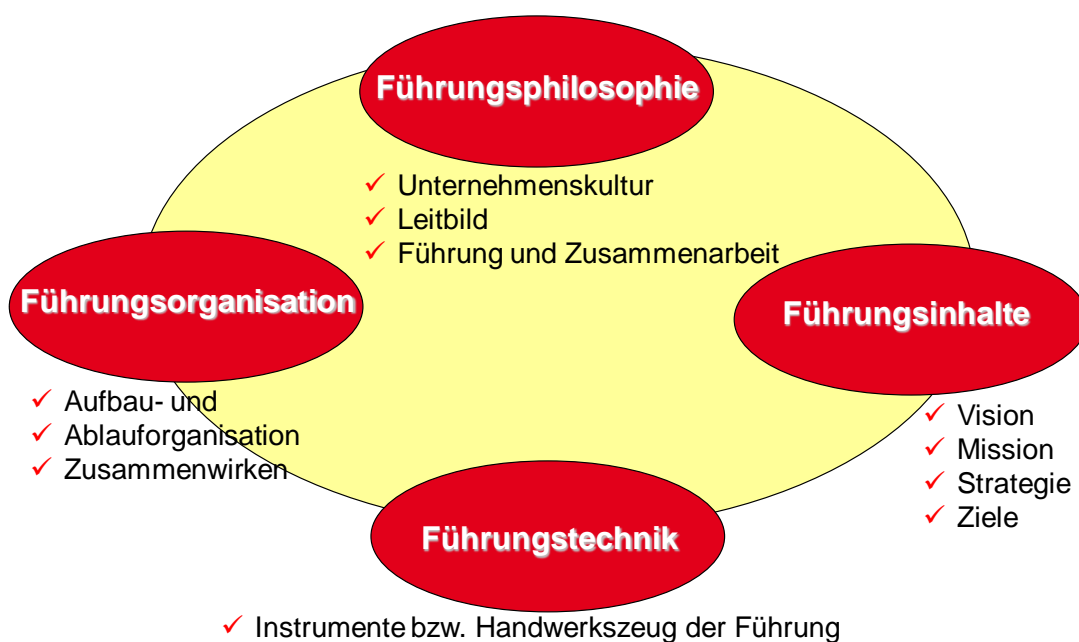 Führungsphilosophie
✓ Unternehmenskultur
✓ Leitbild
✓ Führung und Zusammenarbeit
Führungsorganisation
✓ Aufbau- und
✓ Ablauforganisation
✓ Zusammenwirken
Führungsinhalte
✓ Vision
✓ Mission
✓ Strategie
✓ Ziele
Führungstechnik
✓ Instrumente bzw. Handwerkszeug der Führung